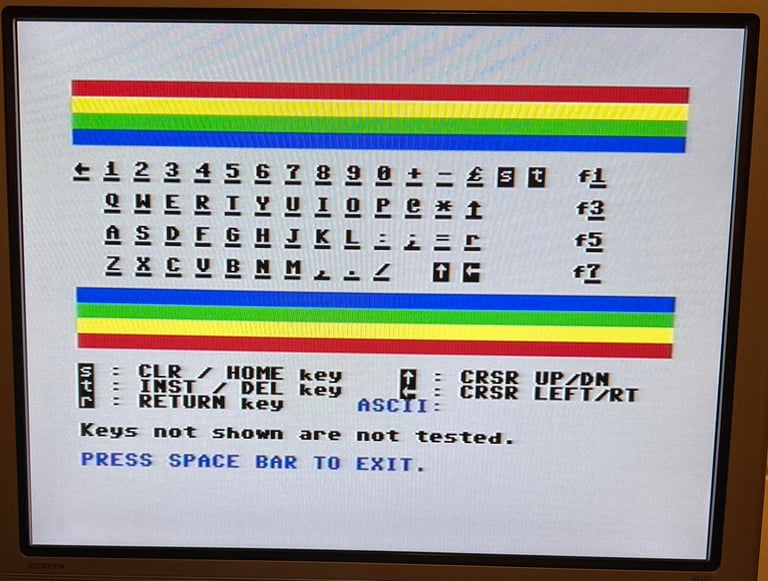 ← 1 2 3 4 5 6 7 8 9 0 + - £ s t f1
Q W E R T Y U I O P @ * ↑ f3
A S D F G H J K L : ; = r f5
Z X C V B N M , . / ↑ ← f7
s : CLR / HOME key ↑ : CRSR UP/DN
t : INST / DEL key ← : CRSR LEFT/RT
r : RETURN key ASCII:
Keys not shown are not tested.
PRESS SPACE BAR TO EXIT.